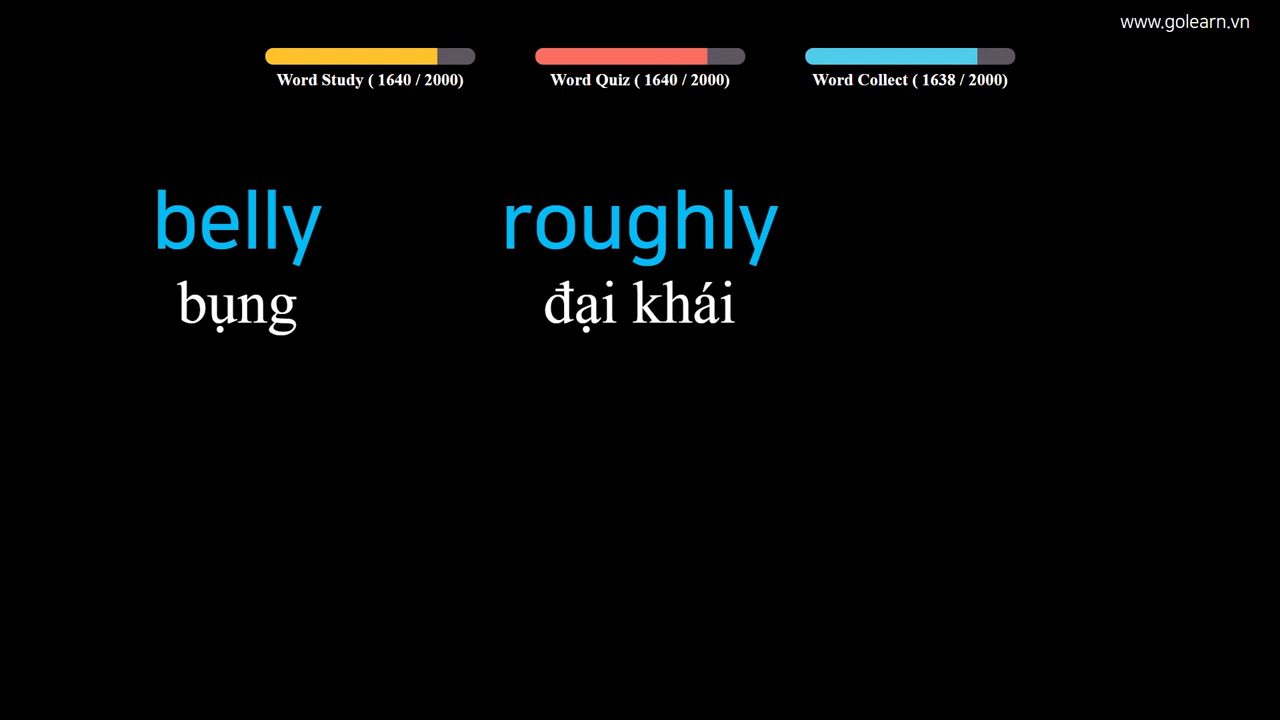 www.golearn.vn
Word Study ( 1640 / 2000)
Word Quiz ( 1640 / 2000)
Word Collect ( 1638 / 2000)
belly
bụng
roughly
đại khái